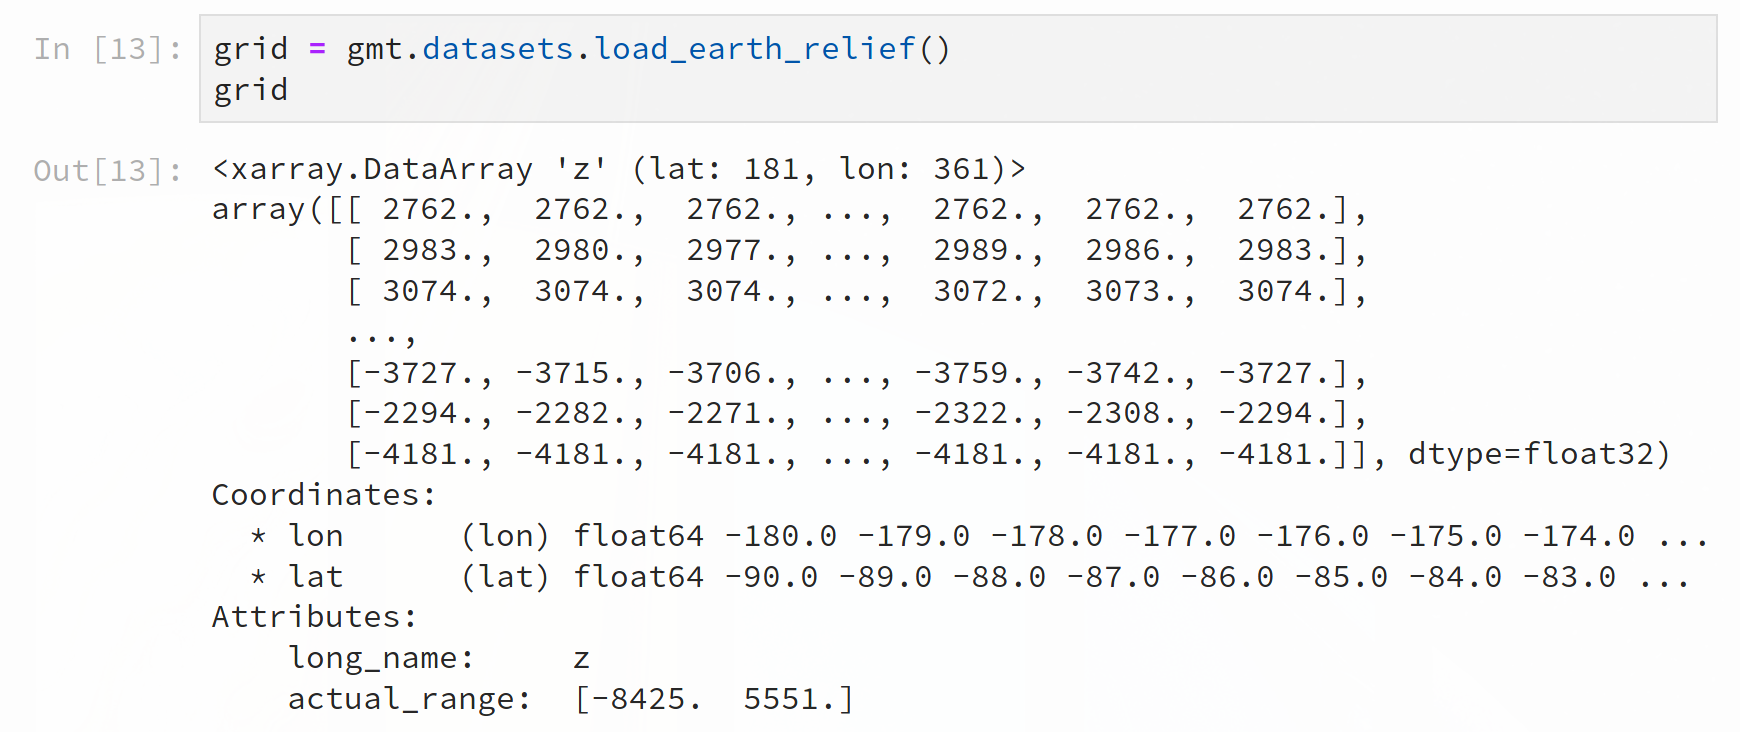 In [13]: grid = gmt.datasets.load_earth_relief()
grid
Out[13]: <xarray.DataArray 'z' (lat: 181, lon: 361)>
array([[ 2762.,  2762.,  2762., ...,  2762.,  2762.,  2762.],
       [ 2983.,  2980.,  2977., ...,  2989.,  2986.,  2983.],
       [ 3074.,  3074.,  3074., ...,  3072.,  3073.,  3074.],
       ...,
       [-3727., -3715., -3706., ..., -3759., -3742., -3727.],
       [-2294., -2282., -2271., ..., -2322., -2308., -2294.],
       [-4181., -4181., -4181., ..., -4181., -4181., -4181.]], dtype=float32)
Coordinates:
  * lon      (lon) float64 -180.0 -179.0 -178.0 -177.0 -176.0 -175.0 -174.0 ...
  * lat      (lat) float64 -90.0 -89.0 -88.0 -87.0 -86.0 -85.0 -84.0 -83.0 ...
Attributes:
    long_name:     z
    actual_range:  [-8425.  5551.]